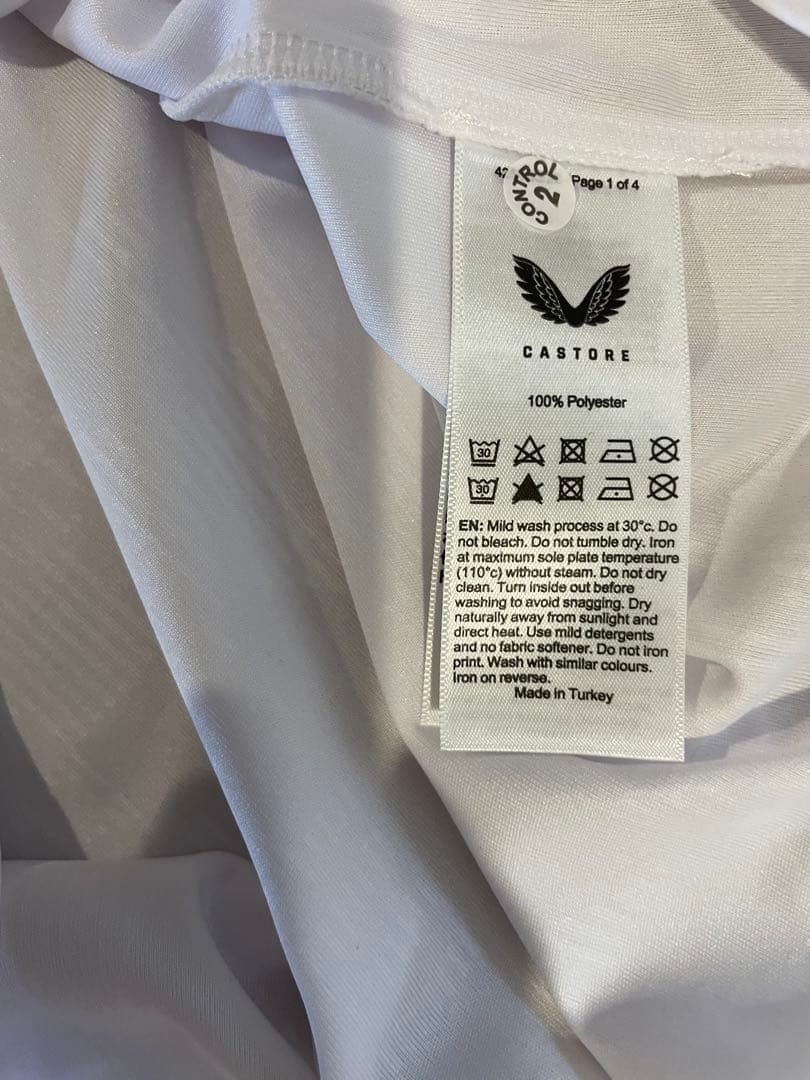 42
CONTROL
2
Page 1 of 4
CASTORE
100% Polyester
30
30
EN: Mild wash process at 30°c. Do
not bleach. Do not tumble dry. Iron
at maximum sole plate temperature
(110°c) without steam. Do not dry
clean. Turn inside out before
washing to avoid snagging. Dry
naturally away from sunlight and
direct heat. Use mild detergents
and no fabric softener. Do not iron
print. Wash with similar colours.
Iron on reverse.
Made in Turkey